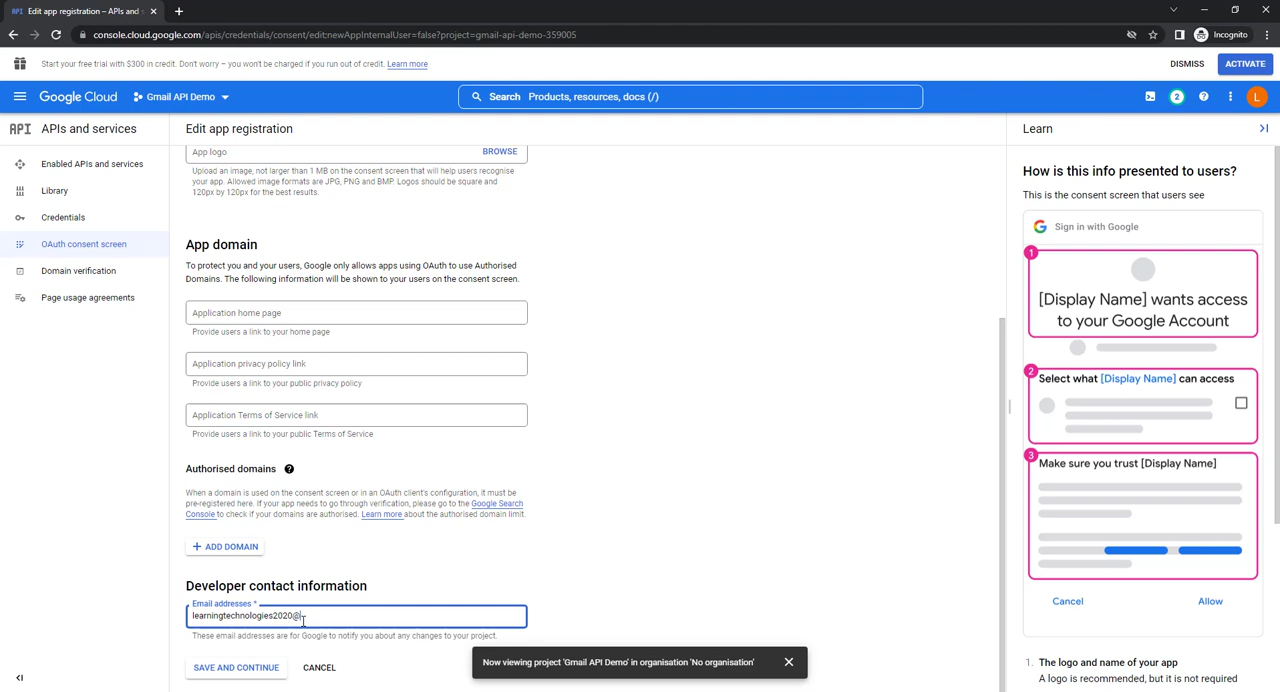 API Edit app registration – APIs and s
console.cloud.google.com/apis/credentials/consent/edit;newAppInternalUser=false?project=gmail-api-demo-359005
Incognito
Start your free trial with $300 in credit. Don't worry – you won't be charged if you run out of credit. Learn more
DISMISS
ACTIVATE
Google Cloud
Gmail API Demo
Search Products, resources, docs (/)
2
L
API APIs and services
Edit app registration
Learn
Enabled APIs and services
Library
Credentials
OAuth consent screen
Domain verification
Page usage agreements
App logo
BROWSE
Upload an image, not larger than 1 MB on the consent screen that will help users recognise
your app. Allowed image formats are JPG, PNG and BMP. Logos should be square and
120px by 120px for the best results.
App domain
To protect you and your users, Google only allows apps using OAuth to use Authorised
Domains. The following information will be shown to your users on the consent screen.
Application home page
Provide users a link to your home page
Application privacy policy link
Provide users a link to your public privacy policy
Application Terms of Service link
Provide users a link to your public Terms of Service
Authorised domains
When a domain is used on the consent screen or in an OAuth client's configuration, it must be
pre-registered here. If your app needs to go through verification, please go to the Google Search
Console to check if your domains are authorised. Learn more about the authorised domain limit.
+ ADD DOMAIN
Developer contact information
Email addresses *
learningtechnologies2020@
These email addresses are for Google to notify you about any changes to your project.
SAVE AND CONTINUE
CANCEL
Now viewing project 'Gmail API Demo' in organisation 'No organisation'
How is this info presented to users?
This is the consent screen that users see
Sign in with Google
1
[Display Name] wants access
to your Google Account
2
Select what [Display Name] can access
3
Make sure you trust [Display Name]
Cancel
Allow
1. The logo and name of your app
A logo is recommended, but it is not required